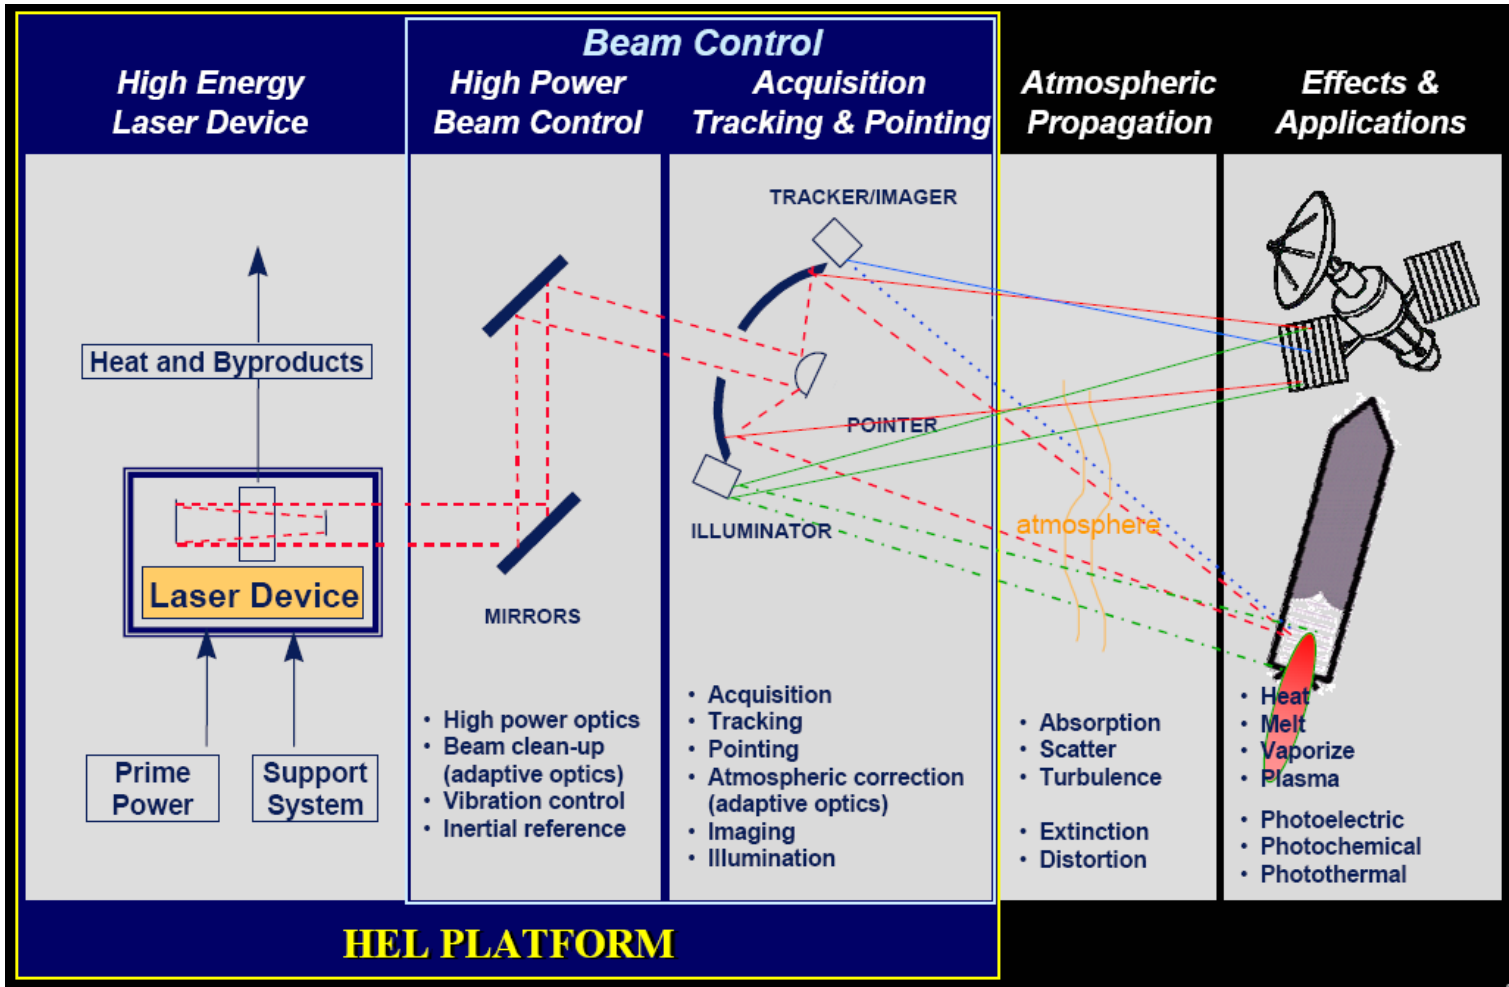 Beam Control
High Energy
Laser Device
High Power
Beam Control
Acquisition
Tracking & Pointing
Atmospheric
Propagation
Effects &
Applications
Heat and Byproducts
Laser Device
Prime
Power
Support
System
MIRRORS
• High power optics
• Beam clean-up
(adaptive optics)
• Vibration control
• Inertial reference
TRACKER/IMAGER
POINTER
ILLUMINATOR
• Acquisition
• Tracking
• Pointing
• Atmospheric correction
(adaptive optics)
• Imaging
• Illumination
atmosphere
• Absorption
• Scatter
• Turbulence
• Extinction
• Distortion
• Heat
• Melt
• Vaporize
• Plasma
• Photoelectric
• Photochemical
• Photothermal
HEL PLATFORM